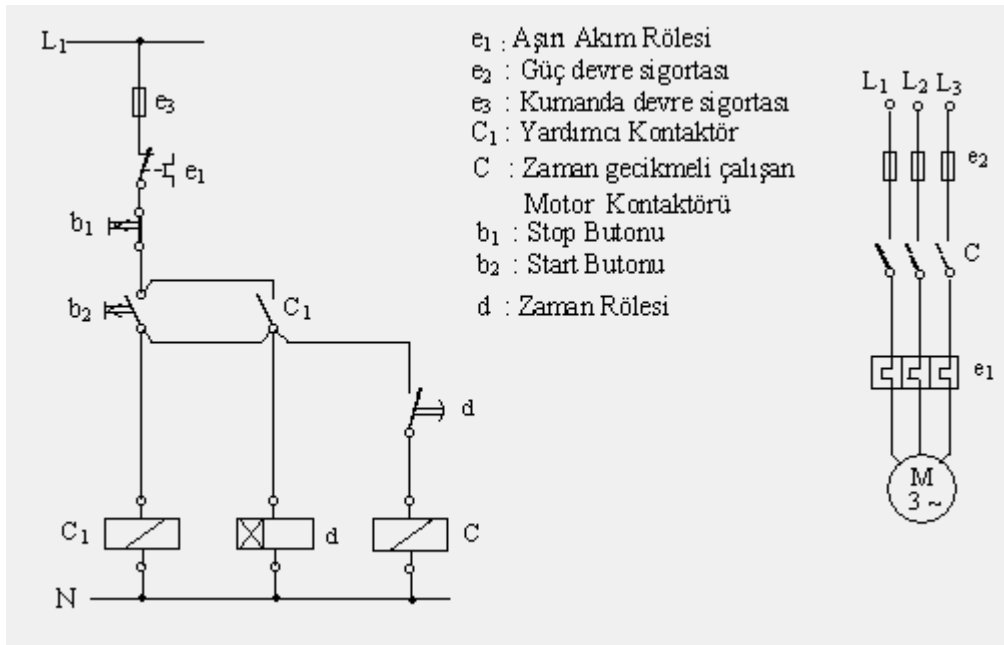 L1
e3
e1
b1
b2
C1
d
C1
d
C
N
e1 : Aşırı Akım Rölesi
e2 : Güç devre sigortası
e3 : Kumanda devre sigortası
C1 : Yardımcı Kontaktör
C : Zaman gecikmeli çalışan
Motor Kontaktörü
b1 : Stop Butonu
b2 : Start Butonu
d : Zaman Rölesi
L1 L2 L3
e2
C
e1
M
3 ~